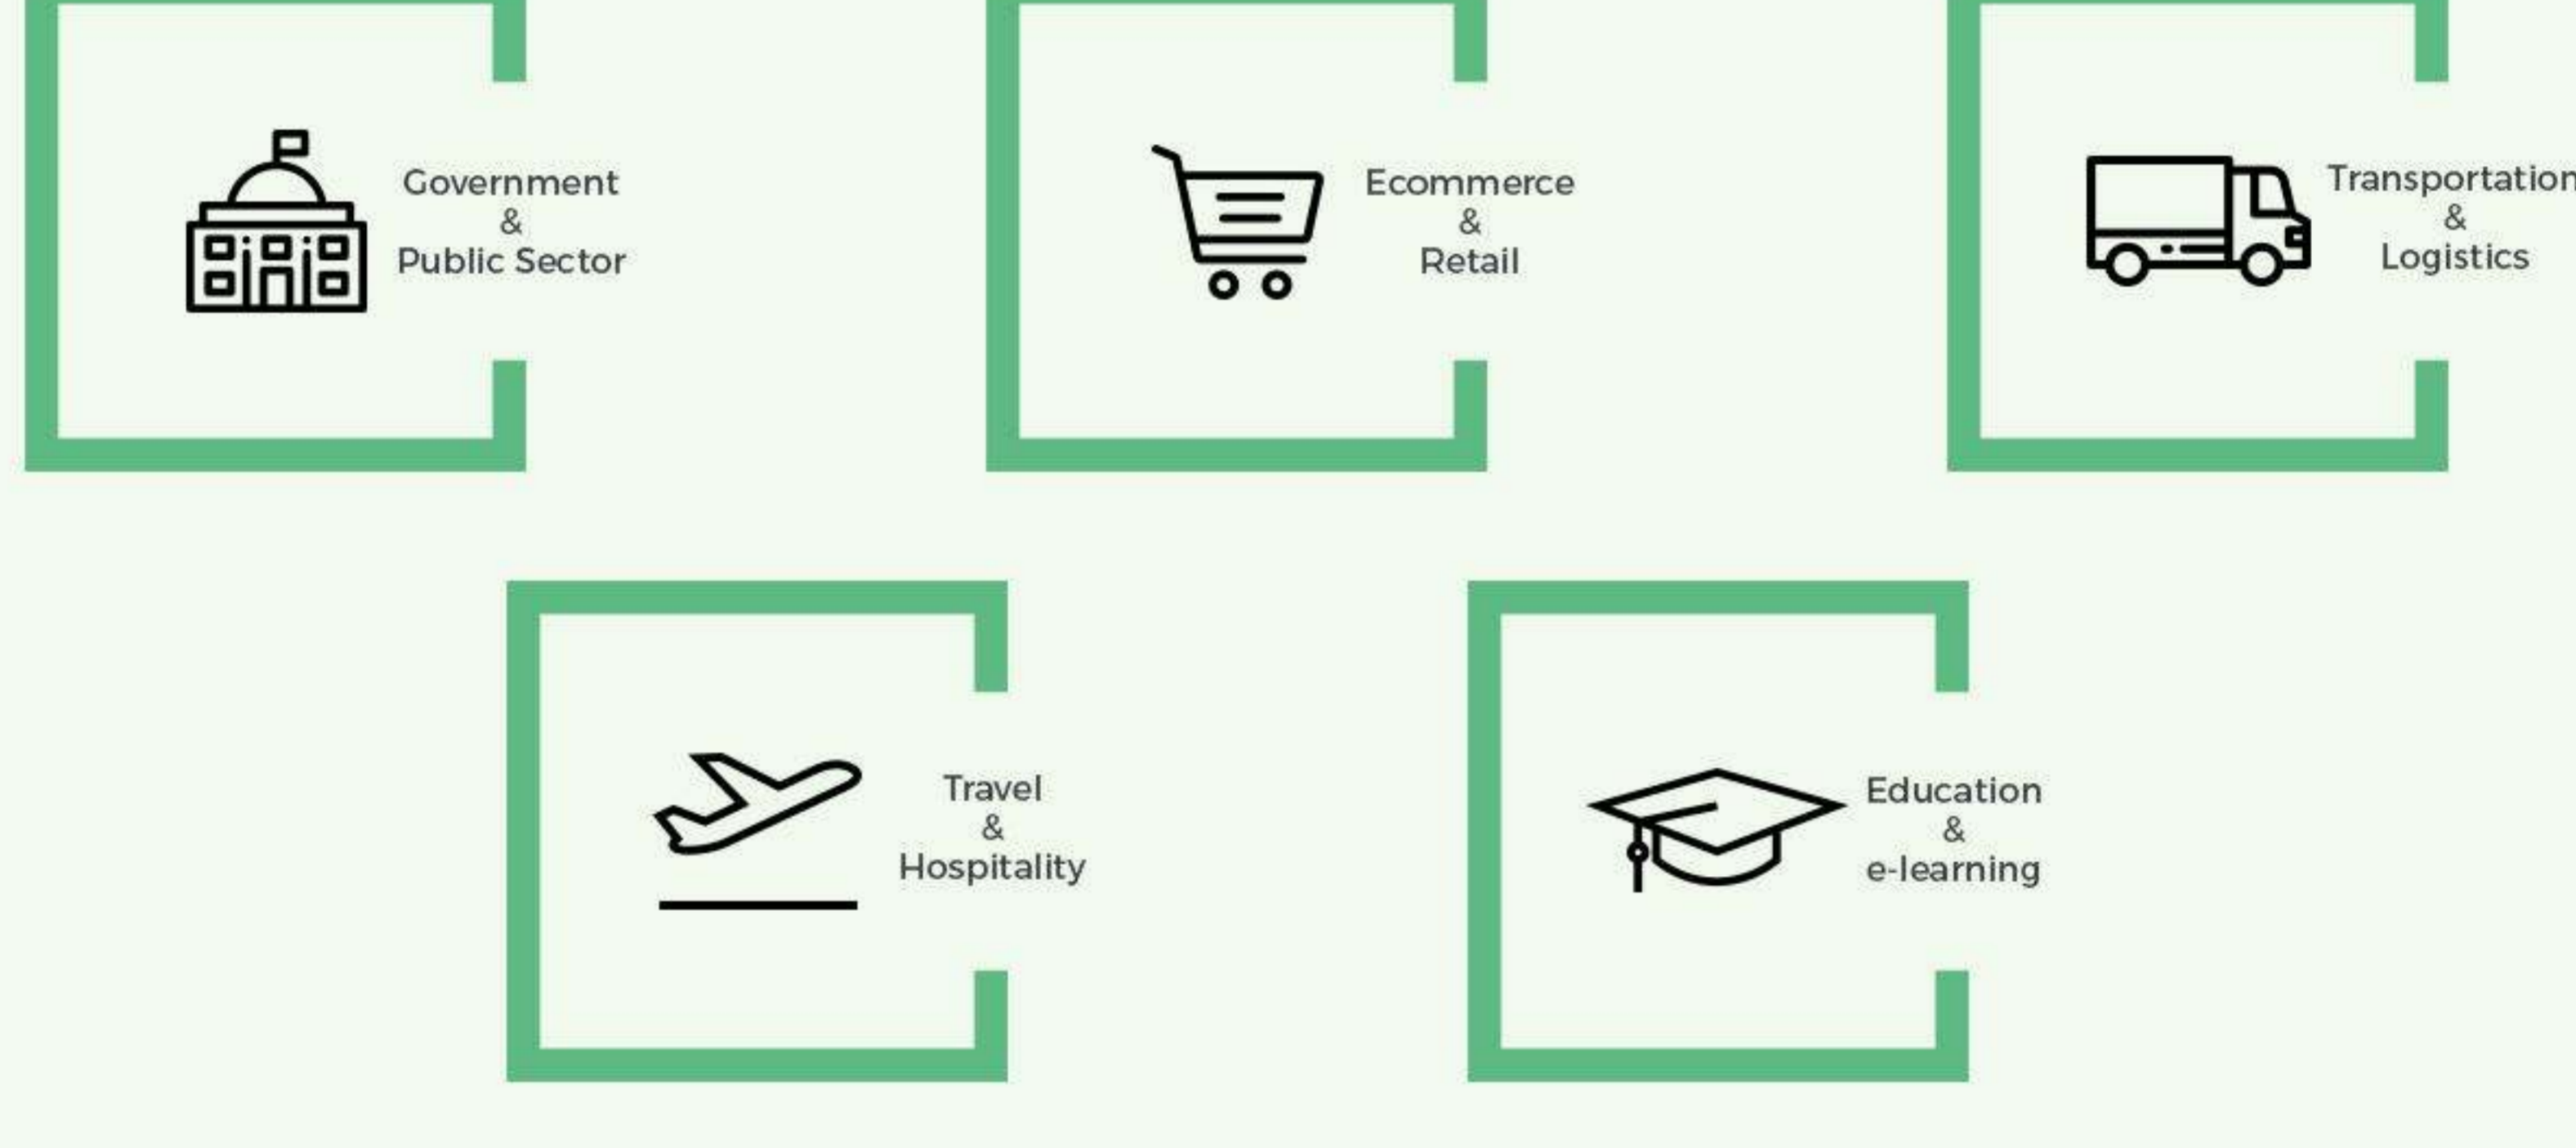 Government
&
Public Sector
Ecommerce
&
Retail
Transportation
&
Logistics
Travel
&
Hospitality
Education
&
e-learning